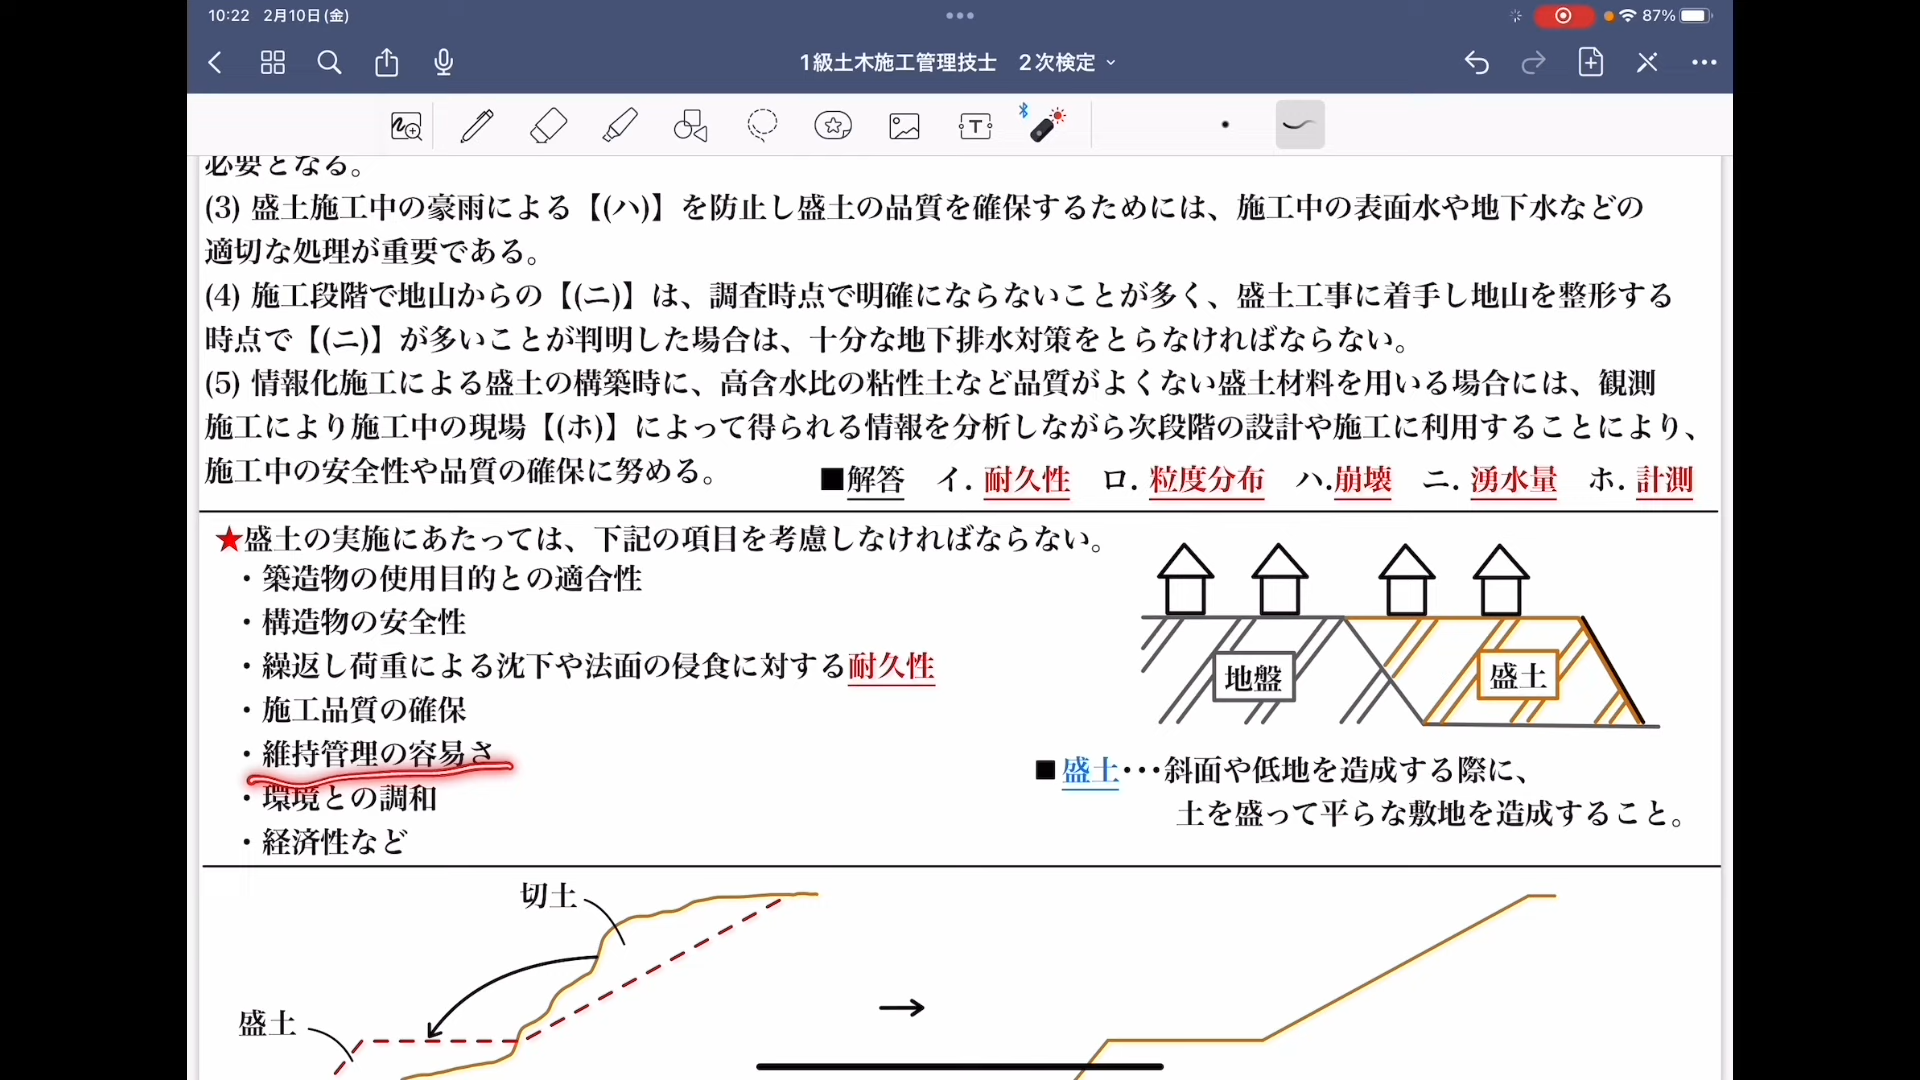 10:22 2月10日(金)
87%
1級土木施工管理技士 2次検定
必要となる。
(3) 盛土施工中の豪雨による【(ハ)】を防止し盛土の品質を確保するためには、施工中の表面水や地下水などの
適切な処理が重要である。
(4) 施工段階で地山からの【(ニ)】は、調査時点で明確にならないことが多く、盛土工事に着手し地山を整形する
時点で【(ニ)】が多いことが判明した場合は、十分な地下排水対策をとらなければならない。
(5) 情報化施工による盛土の構築時に、高含水比の粘性土など品質がよくない盛土材料を用いる場合には、観測
施工により施工中の現場【(ホ)】によって得られる情報を分析しながら次段階の設計や施工に利用することにより、
施工中の安全性や品質の確保に努める。
■解答 イ. 耐久性 ロ. 粒度分布 ハ.崩壊 ニ. 湧水量 ホ. 計測
★盛土の実施にあたっては、下記の項目を考慮しなければならない。
・築造物の使用目的との適合性
・構造物の安全性
・繰返し荷重による沈下や法面の侵食に対する耐久性
・施工品質の確保
・維持管理の容易さ
・環境との調和
・経済性など
地盤
盛土
■盛土･･･斜面や低地を造成する際に、
土を盛って平らな敷地を造成すること。
切土
盛土